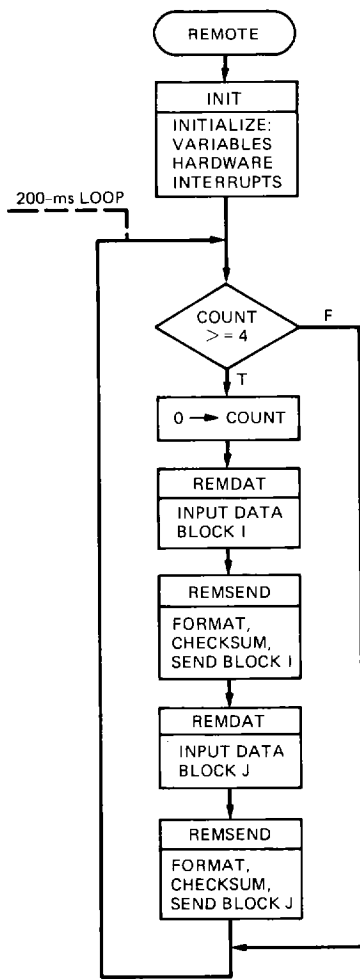 REMOTE
INIT
INITIALIZE:
VARIABLES
HARDWARE
INTERRUPTS
200-ms LOOP
COUNT
>= 4
F
T
0 → COUNT
REMDAT
INPUT DATA
BLOCK I
REMSEND
FORMAT,
CHECKSUM,
SEND BLOCK I
REMDAT
INPUT DATA
BLOCK J
REMSEND
FORMAT,
CHECKSUM,
SEND BLOCK J